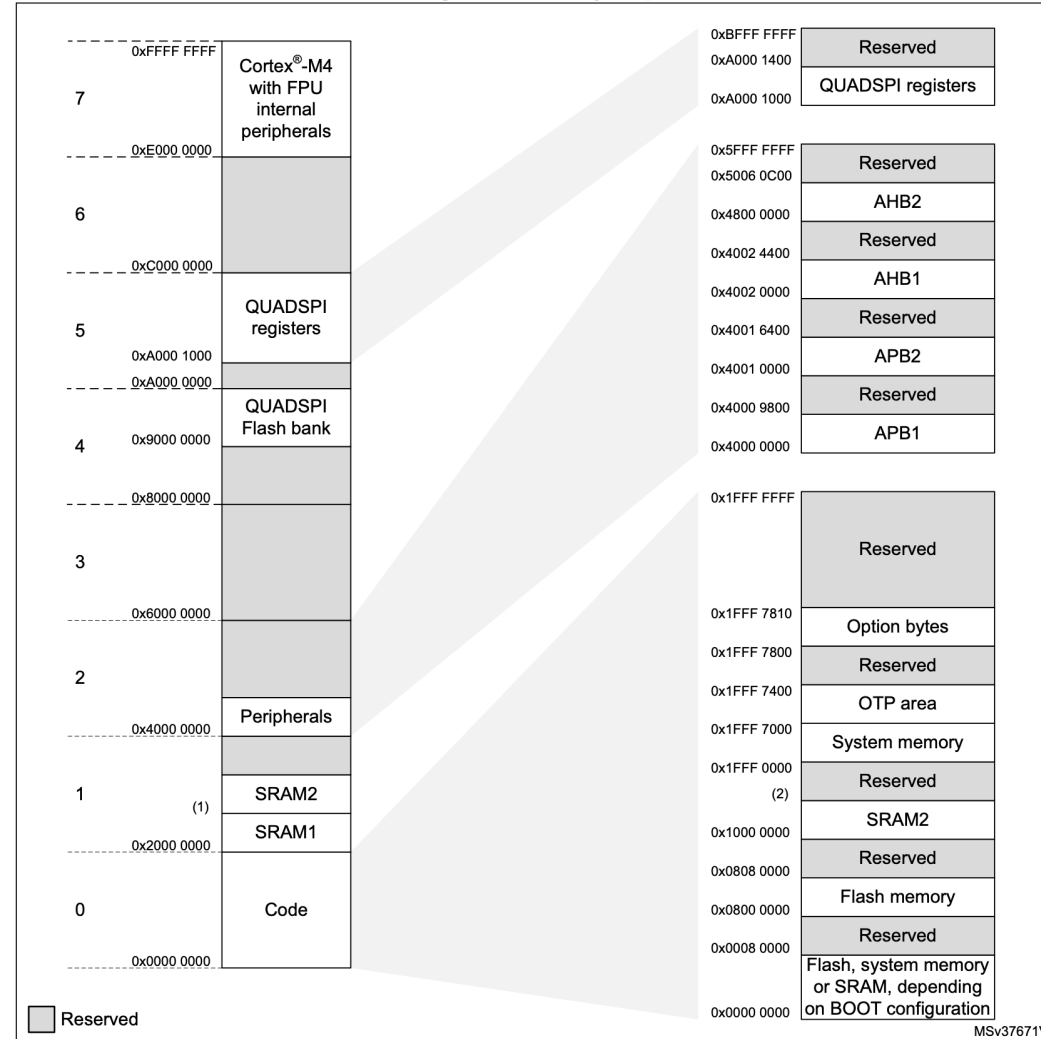 0xFFFF FFFF
Cortex®-M4
with FPU
internal
peripherals
7
0xE000 0000
6
0xC000 0000
QUADSPI
registers
5
0xA000 1000
0xA000 0000
QUADSPI
Flash bank
4
0x9000 0000
0x8000 0000
3
0x6000 0000
2
Peripherals
0x4000 0000
1
SRAM2
(1)
SRAM1
0x2000 0000
0
Code
0x0000 0000
Reserved
0xBFFF FFFF
Reserved
0xA000 1400
QUADSPI registers
0xA000 1000
0x5FFF FFFF
Reserved
0x5006 0C00
AHB2
0x4800 0000
Reserved
0x4002 4400
AHB1
0x4002 0000
Reserved
0x4001 6400
APB2
0x4001 0000
Reserved
0x4000 9800
APB1
0x4000 0000
0x1FFF FFFF
Reserved
0x1FFF 7810
Option bytes
0x1FFF 7800
Reserved
0x1FFF 7400
OTP area
0x1FFF 7000
System memory
0x1FFF 0000
Reserved
(2)
SRAM2
0x1000 0000
Reserved
0x0808 0000
Flash memory
0x0800 0000
Reserved
0x0008 0000
Flash, system memory
or SRAM, depending
on BOOT configuration
0x0000 0000
MSv37671